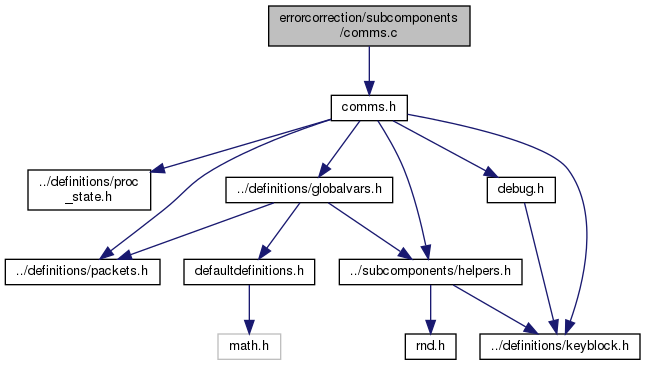 errorcorrection/subcomponents
/comms.c
comms.h
../definitions/proc
_state.h
../definitions/globalvars.h
debug.h
../definitions/packets.h
defaultdefinitions.h
../subcomponents/helpers.h
math.h
rnd.h
../definitions/keyblock.h